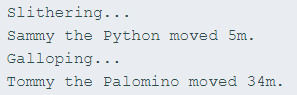 Slithering...
Sammy the Python moved 5m.
Galloping...
Tommy the Palomino moved 34m.